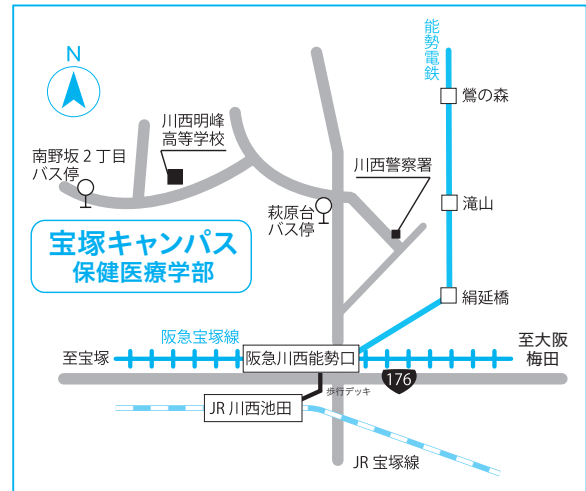 能勢電鉄
N
鶯の森
川西明峰
高等学校
南野坂2丁目
バス停
川西警察署
萩原台
バス停
滝山
宝塚キャンパス
保健医療学部
絹延橋
阪急宝塚線
至宝塚
阪急川西能勢口
至大阪
梅田
176
歩行デッキ
JR川西池田
JR宝塚線